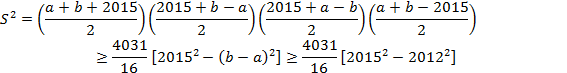 S² = ((a + b + 2015)/2)((2015 + b − a)/2)((2015 + a − b)/2)((a + b − 2015)/2)
≥ 4031/16 [2015² − (b − a)²] ≥ 4031/16 [2015² − 2012²]